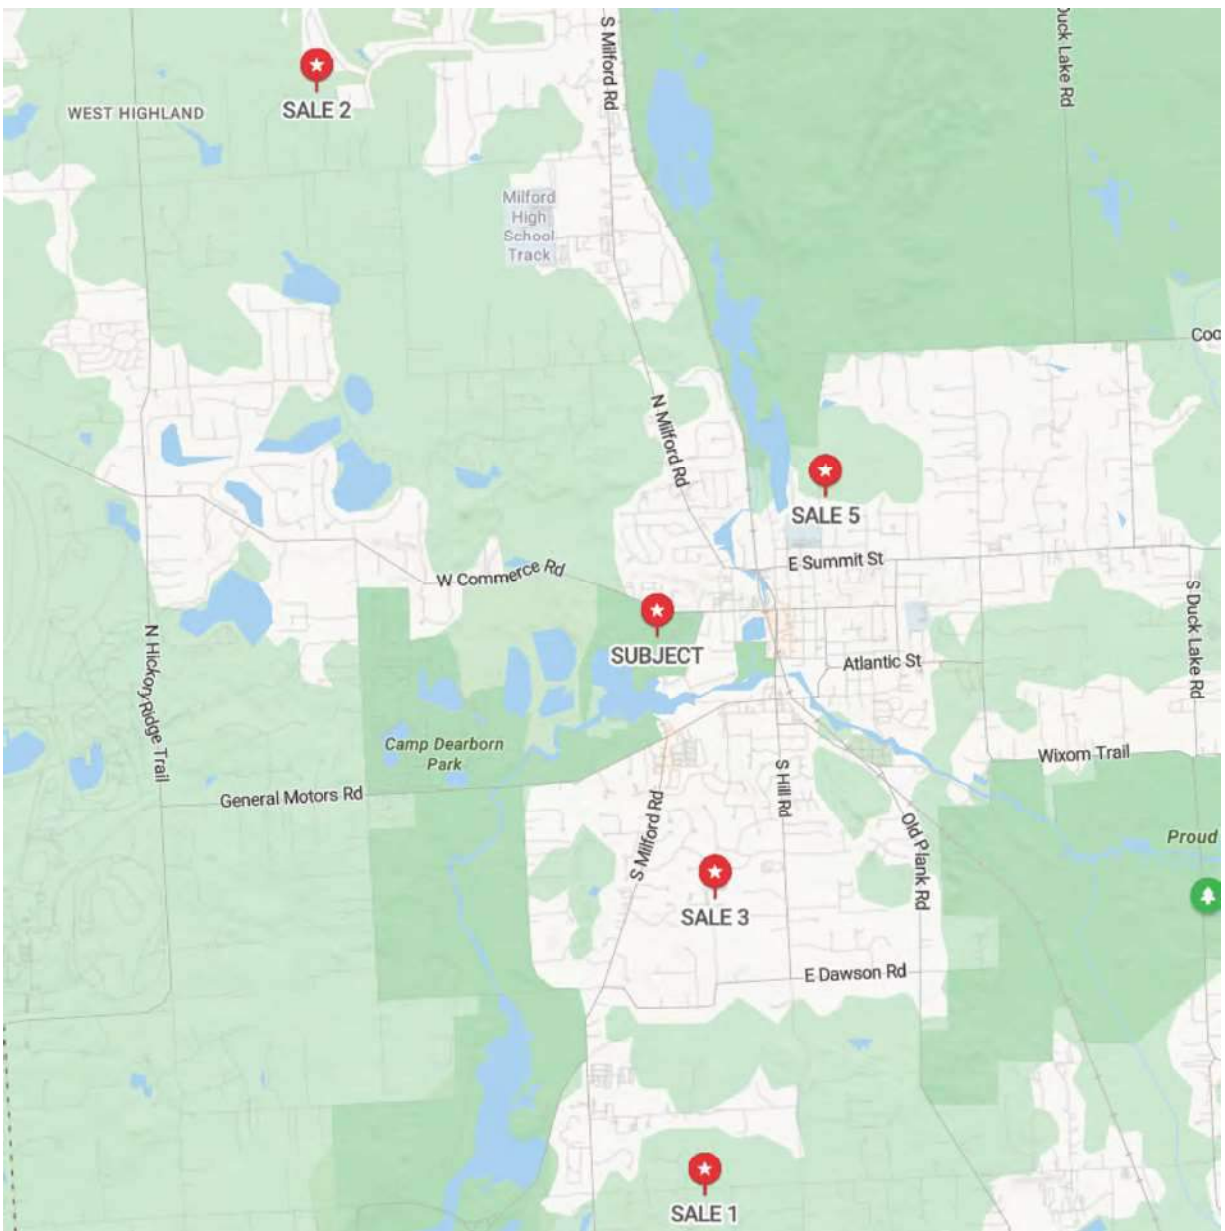 S Milford Rd
Duck Lake Rd
SALE 2
WEST HIGHLAND
Milford
High
School
Track
Coo
N Milford Rd
SALE 5
E Summit St
W Commerce Rd
S Duck Lake Rd
SUBJECT
Atlantic St
N Hickory Ridge Trail
Camp Dearborn
Park
Wixom Trail
General Motors Rd
S Hill Rd
S Milford Rd
Old Plank Rd
Proud
SALE 3
E Dawson Rd
SALE 1